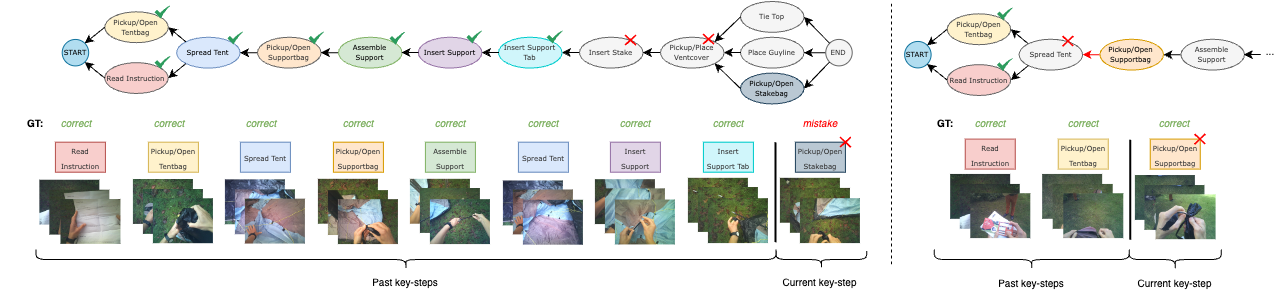 START
Pickup/Open
Tentbag
Read Instruction
Spread Tent
Pickup/Open
Supportbag
Assemble
Support
Insert Support
Insert Support
Tab
Insert Stake
Pickup/Place
Ventcover
Tie Top
Place Guyline
Pickup/Open
Stakebag
END
GT: correct correct correct correct correct correct correct correct mistake
Read
Instruction
Pickup/Open
Tentbag
Spread Tent
Pickup/Open
Supportbag
Assemble
Support
Spread Tent
Insert
Support
Insert
Support Tab
Pickup/Open
Stakebag
Past key-steps
Current key-step
START
Pickup/Open
Tentbag
Read Instruction
Spread Tent
Pickup/Open
Supportbag
Assemble
Support
...
GT: correct correct correct
Read
Instruction
Pickup/Open
Tentbag
Pickup/Open
Supportbag
Past key-steps
Current key-step